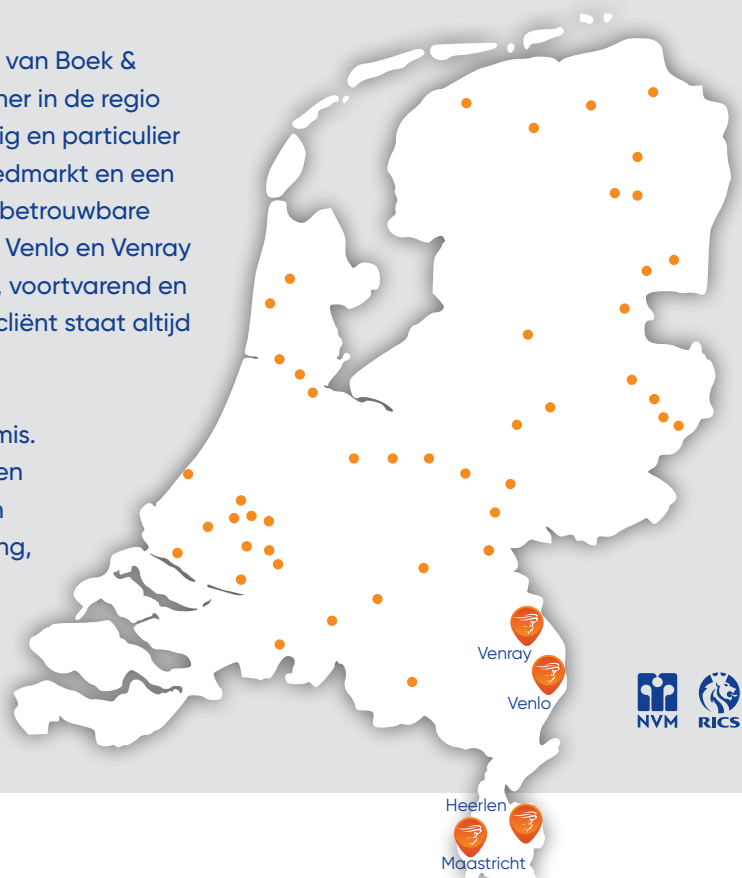 van Boek &
ner in de regio
ig en particulier
edmarkt en een
betrouwbare
Venlo en Venray
, voortvarend en
cliënt staat altijd
mis.
en
n
ng,
Venray
Venlo
NVM RICS
Heerlen
Maastricht